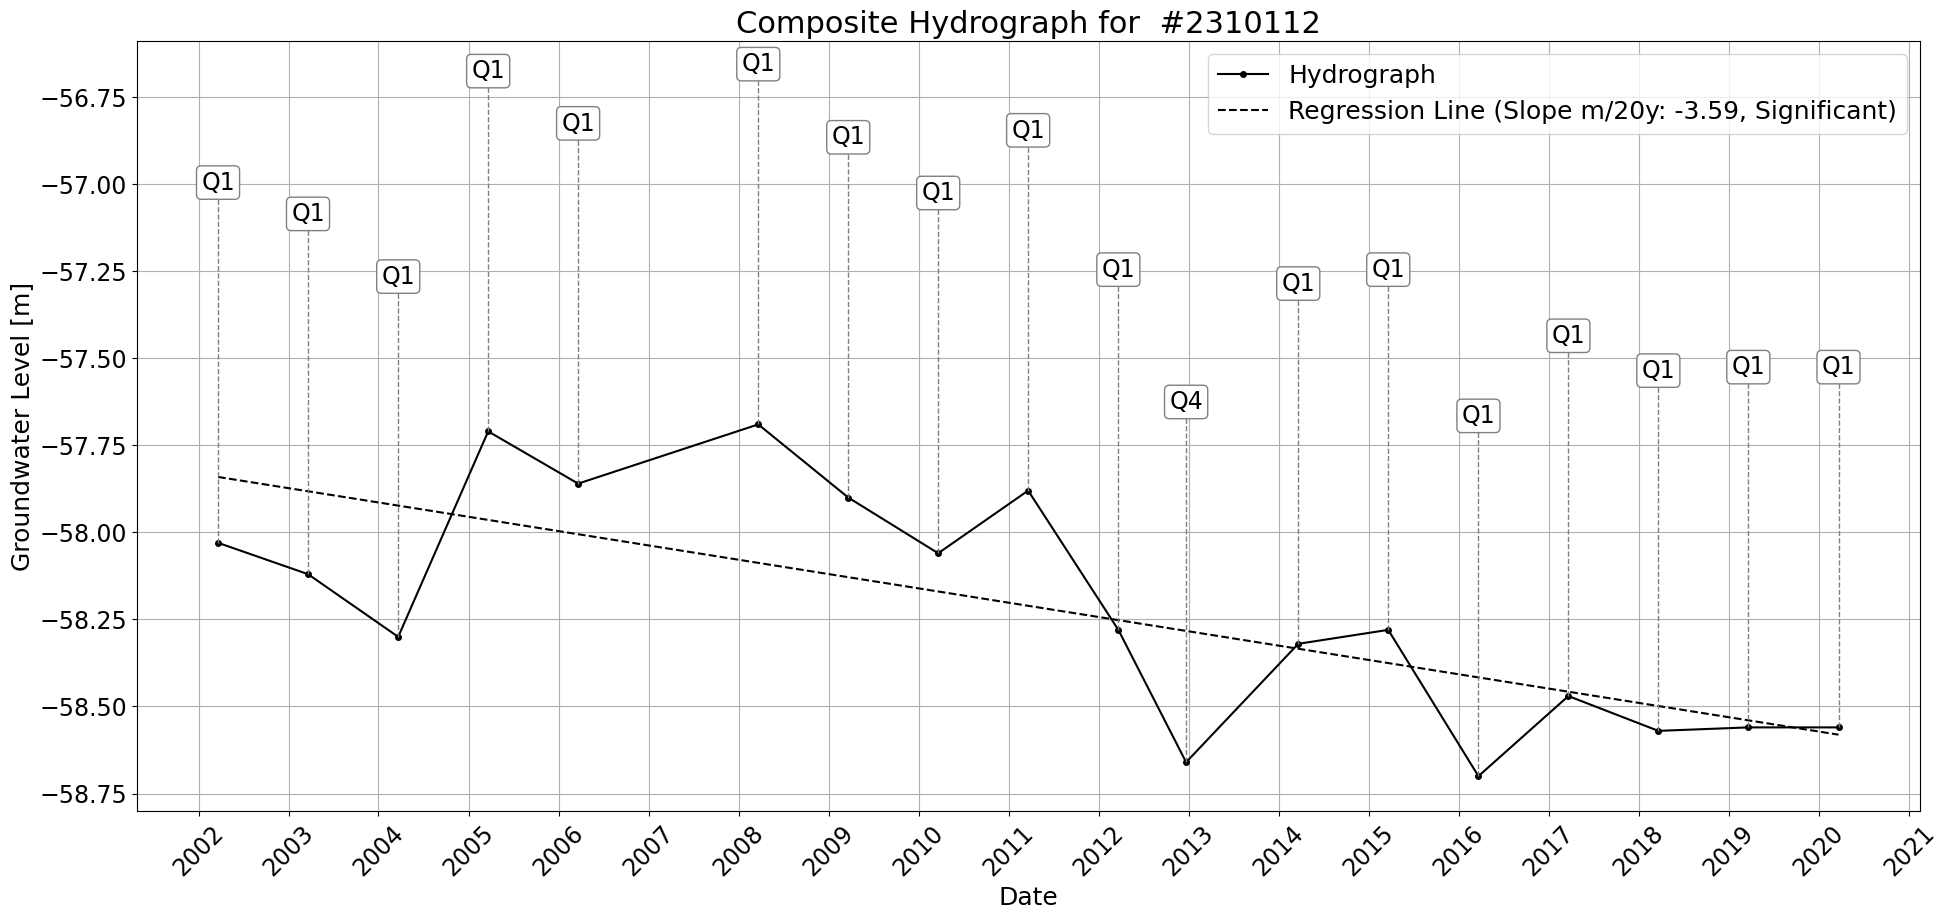 Composite Hydrograph for  #2310112
Hydrograph
Regression Line (Slope m/20y: -3.59, Significant)
Groundwater Level [m]
−56.75
−57.00
−57.25
−57.50
−57.75
−58.00
−58.25
−58.50
−58.75
Q1
Q1
Q1
Q1
Q1
Q1
Q1
Q1
Q1
Q1
Q4
Q1
Q1
Q1
Q1
Q1
Q1
Q1
2002
2003
2004
2005
2006
2007
2008
2009
2010
2011
2012
2013
2014
2015
2016
2017
2018
2019
2020
2021
Date